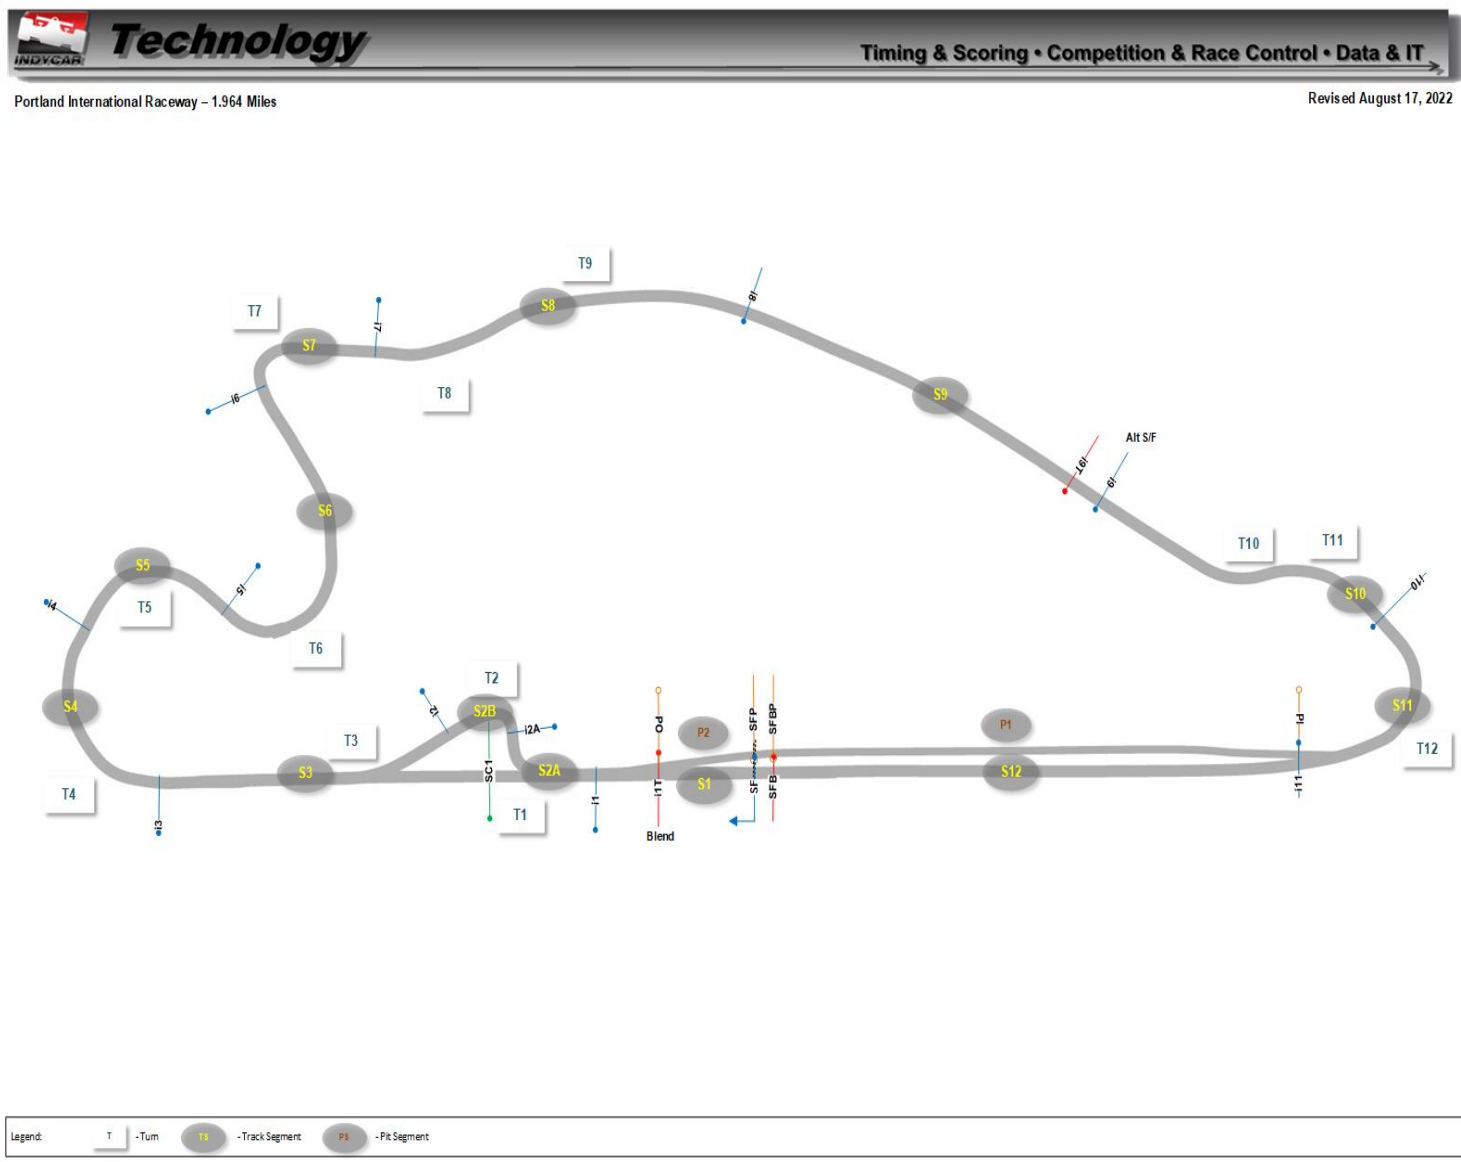 INDYCAR
Technology
Timing & Scoring • Competition & Race Control • Data & IT
Portland International Raceway – 1.964 Miles
Revised August 17, 2022
T9
i8
T7
i7
S8
S7
T8
i6
S9
Alt S/F
i9T
i9
S6
T10
T11
S5
i5
i10
i4
T5
S10
T6
T2
i2
S2B
i2A
PO
SFP
SFBP
P2
P1
PI
S4
S11
T3
T12
S3
SC1
S2A
S1
S12
T4
i1
i1T
SF
SFB
i11
i3
T1
Blend
Legend:
T
- Turn
TS
- Track Segment
PS
- Pit Segment